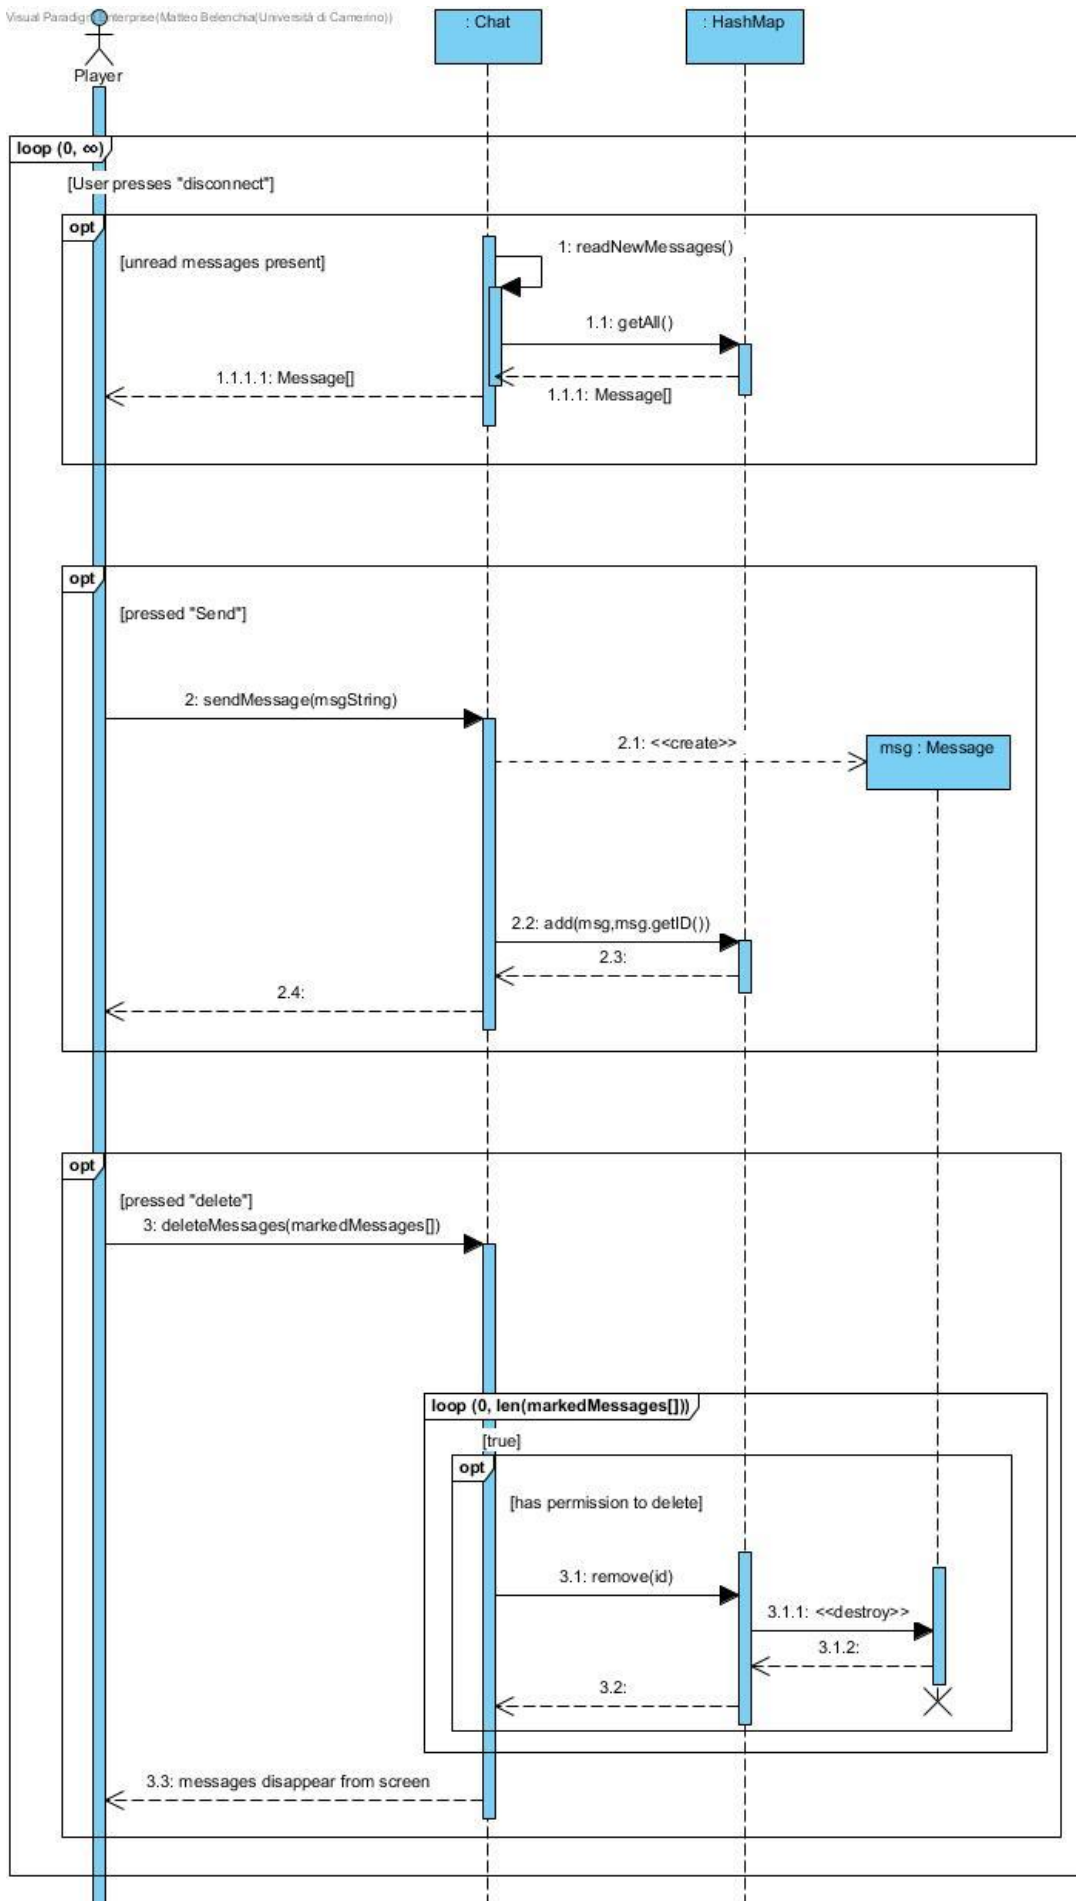 Visual Paradigm Enterprise(Matteo Belenchia(Università di Camerino))
: Chat
: HashMap
Player
loop (0, ∞)
[User presses "disconnect"]
opt
1: readNewMessages()
[unread messages present]
1.1: getAll()
1.1.1.1: Message[]
1.1.1: Message[]
opt
[pressed "Send"]
2: sendMessage(msgString)
2.1: <<create>>
msg : Message
2.2: add(msg,msg.getID())
2.3:
2.4:
opt
[pressed "delete"]
3: deleteMessages(markedMessages[])
loop (0, len(markedMessages[]))
[true]
opt
[has permission to delete]
3.1: remove(id)
3.1.1: <<destroy>>
3.1.2:
3.2:
3.3: messages disappear from screen